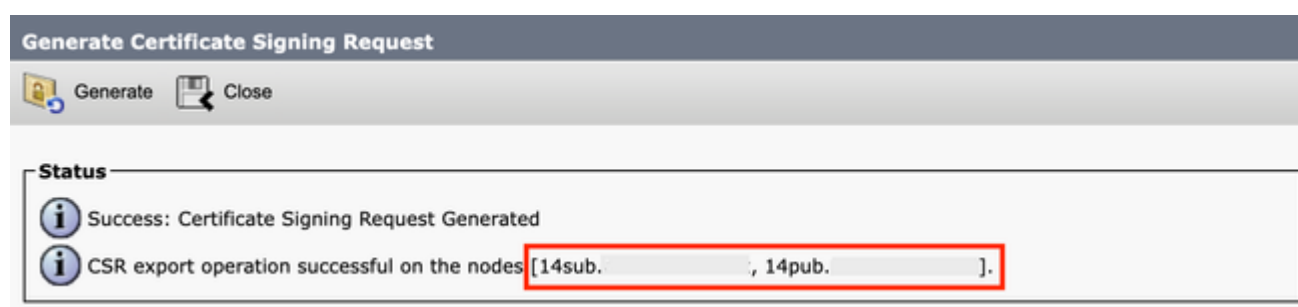 Generate Certificate Signing Request
Generate Close
Status
Success: Certificate Signing Request Generated
CSR export operation successful on the nodes [14sub. , 14pub. ].